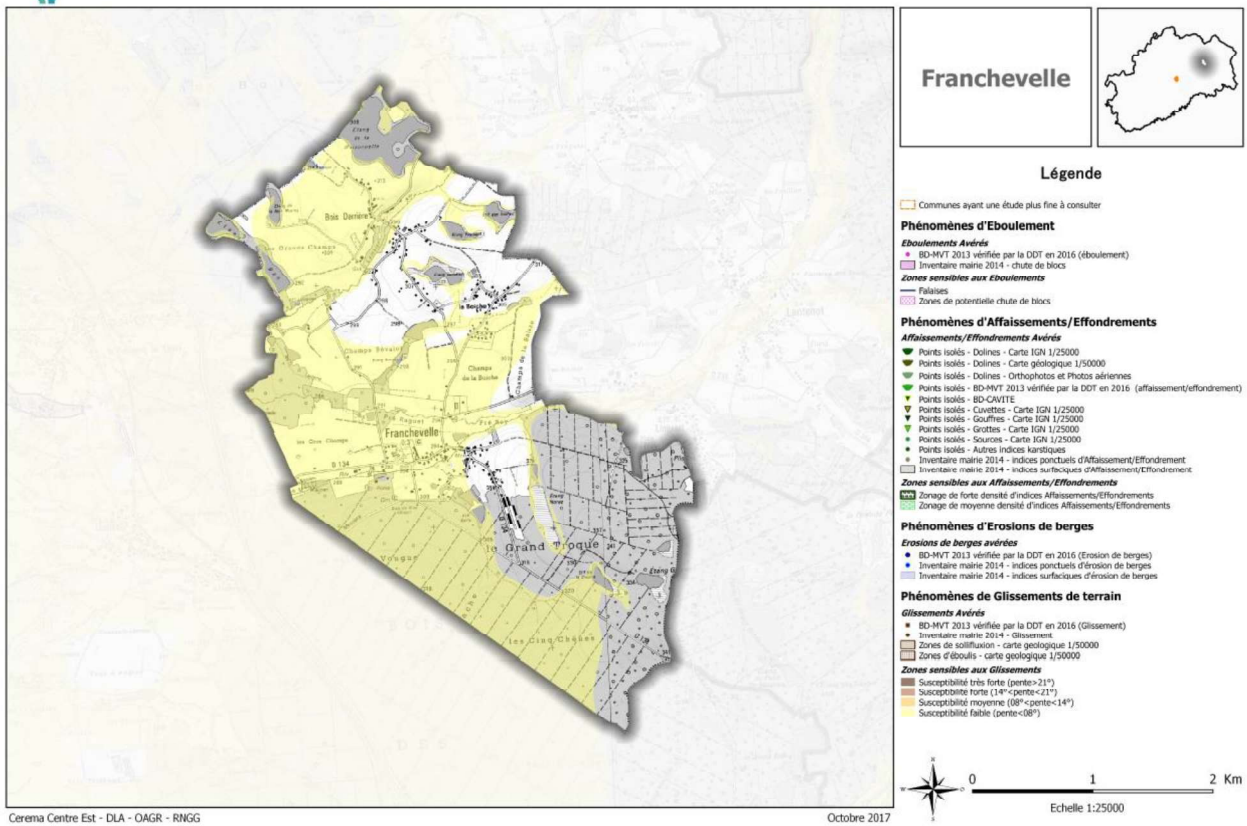 Franchevelle
Légende
Communes ayant une étude plus fine à consulter
Phénomènes d'Eboulement
Eboulements Avérés
BD-MVT 2013 vérifiée par la DDT en 2016 (éboulement)
Inventaire mairie 2014 - chute de blocs
Zones sensibles aux Eboulements
Falaises
Zones de potentielle chute de blocs
Phénomènes d'Affaissements/Effondrements
Affaissements/Effrondrements Avérés
Points isolés - Dolines - Carte IGN 1/25000
Points isolés - Dolines - Carte géologique 1/50000
Points isolés - Dolines - Orthophotos et Photos aériennes
Points isolés - BD-MVT 2013 vérifiée par la DDT en 2016 (affaissement/effondrement)
Points isolés - BD-CAVITE
Points isolés - Cuvettes - Carte IGN 1/25000
Points isolés - Gouffres - Carte IGN 1/25000
Points isolés - Grottes - Carte IGN 1/25000
Points isolés - Sources - Carte IGN 1/25000
Points isolés - Autres indices karstiques
Inventaire mairie 2014 - indices ponctuels d'Affaissement/Effondrement
Inventaire mairie 2014 - indices surfaciques d'Affaissement/Effondrement
Zones sensibles aux Affaissements/Effondrements
Zonage de forte densité d'indices Affaissements/Effondrements
Zonage de moyenne densité d'indices Affaissements/Effondrements
Phénomènes d'Erosions de berges
Erosions de berges avérées
BD-MVT 2013 vérifiée par la DDT en 2016 (Erosion de berges)
Inventaire mairie 2014 - indices ponctuels d'érosion de berges
Inventaire mairie 2014 - indices surfaciques d'érosion de berges
Phénomènes de Glissements de terrain
Glissements Avérés
BD-MVT 2013 vérifiée par la DDT en 2016 (Glissement)
Inventaire mairie 2014 - Glissement
Zones de solifluxion - carte geologique 1/50000
Zones d'éboulis - carte geologique 1/50000
Zones sensibles aux Glissements
Susceptibilité très forte (pente>21°)
Susceptibilité forte (14°<pente<21°)
Susceptibilité moyenne (08°<pente<14°)
Susceptibilité faible (pente<08°)
0 1 2 Km
Echelle 1:25000
Bois Derrière
la Boiche
Champs
de la Boiche
Franchevelle
D 134
le Grand Troque
les Cinq Chênes
Cerema Centre Est - DLA - OAGR - RNGG
Octobre 2017